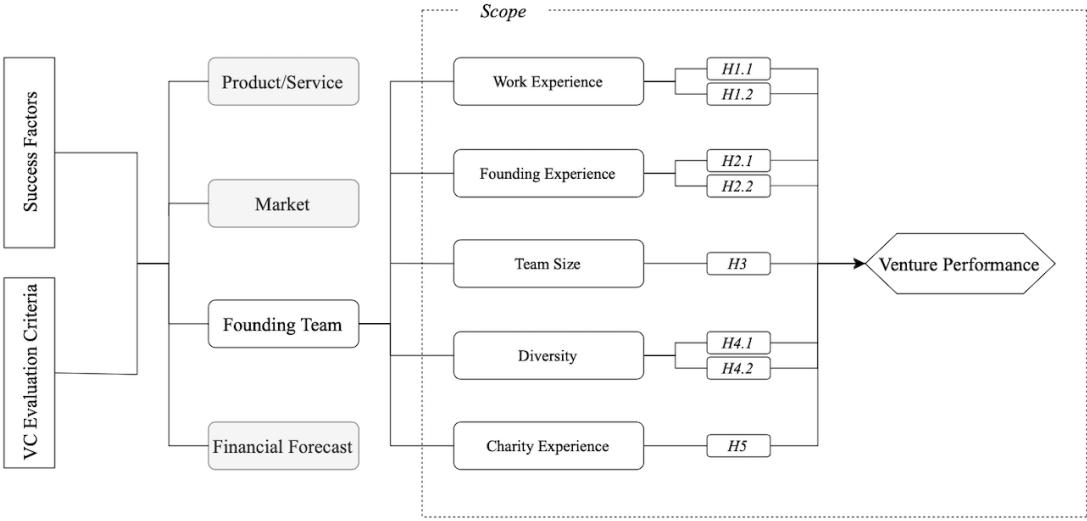 Scope
Success Factors
VC Evaluation Criteria
Product/Service
Market
Founding Team
Financial Forecast
Work Experience
H1.1
H1.2
Founding Experience
H2.1
H2.2
Team Size
H3
Diversity
H4.1
H4.2
Charity Experience
H5
Venture Performance